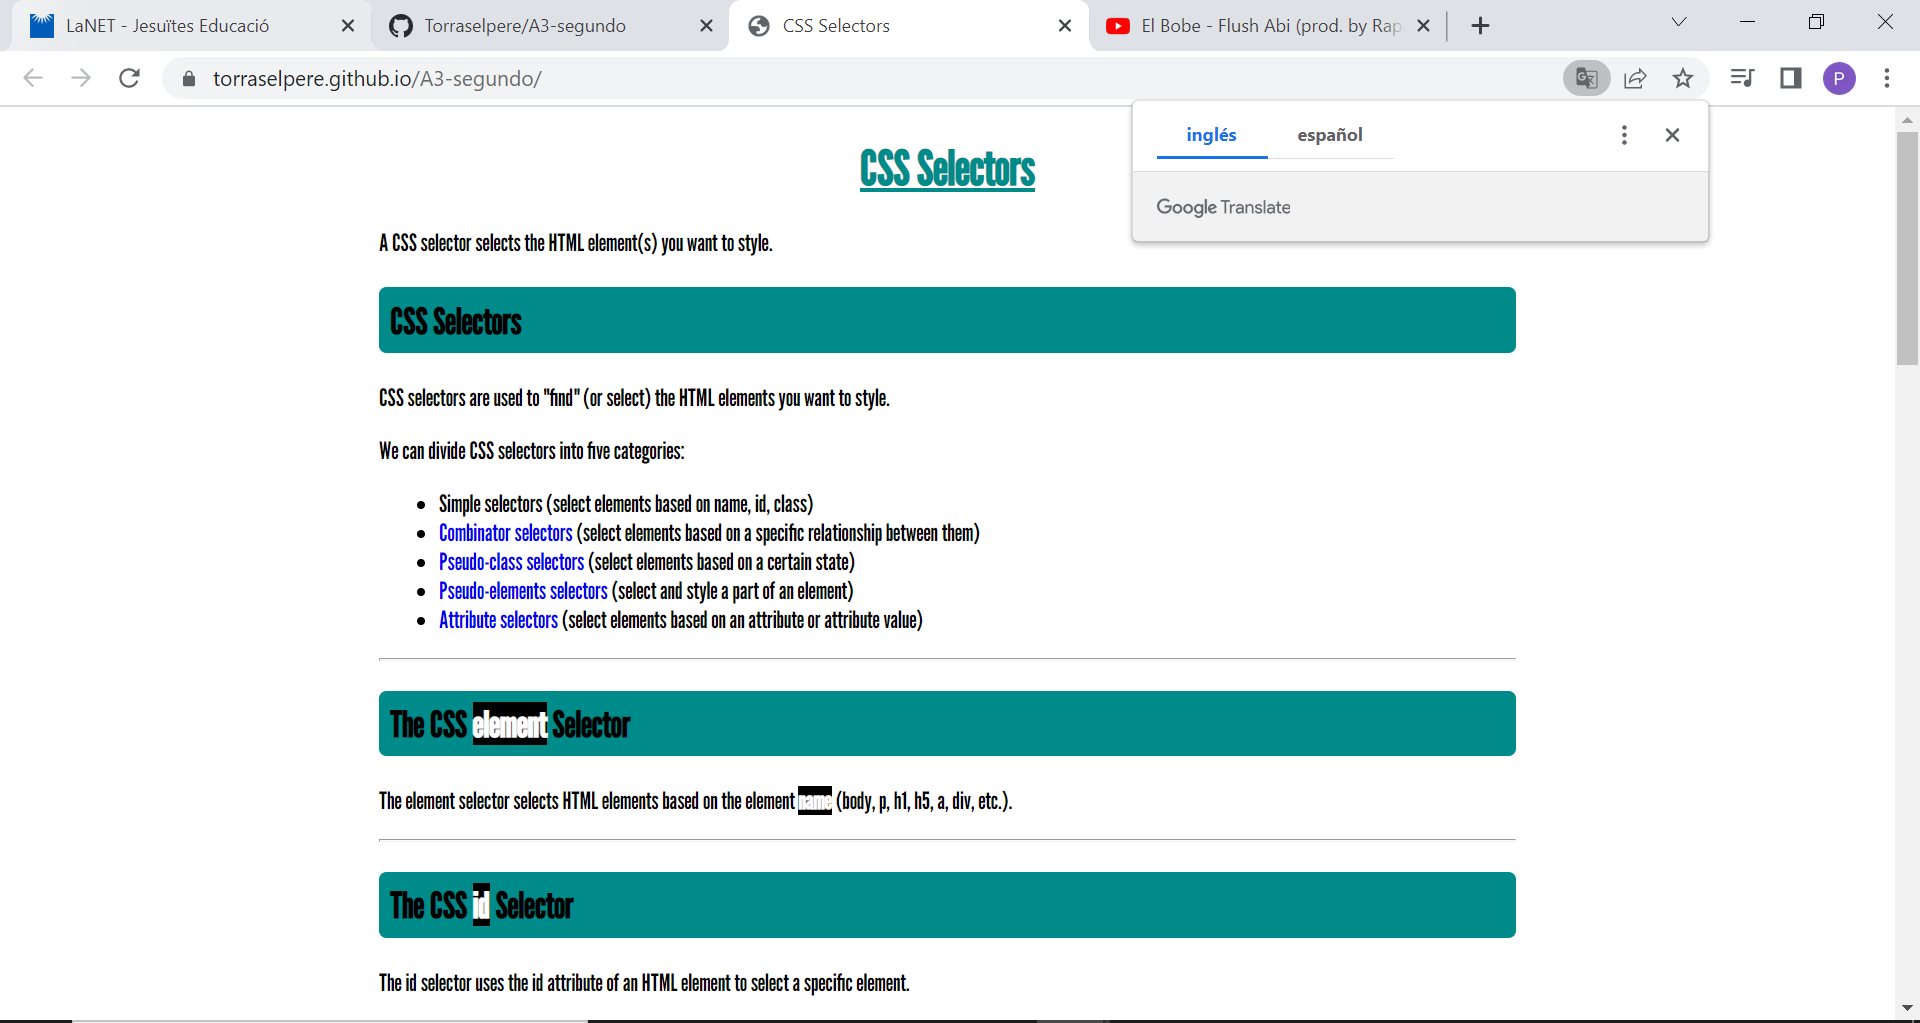 LaNET - Jesuïtes Educació
Torraselpere/A3-segundo
CSS Selectors
El Bobe - Flush Abi (prod. by Rap
torraselpere.github.io/A3-segundo/
P
inglés español
Google Translate
CSS Selectors
A CSS selector selects the HTML element(s) you want to style.
CSS Selectors
CSS selectors are used to "find" (or select) the HTML elements you want to style.
We can divide CSS selectors into five categories:
Simple selectors (select elements based on name, id, class)
Combinator selectors (select elements based on a specific relationship between them)
Pseudo-class selectors (select elements based on a certain state)
Pseudo-elements selectors (select and style a part of an element)
Attribute selectors (select elements based on an attribute or attribute value)
The CSS element Selector
The element selector selects HTML elements based on the element name (body, p, h1, h5, a, div, etc.).
The CSS id Selector
The id selector uses the id attribute of an HTML element to select a specific element.